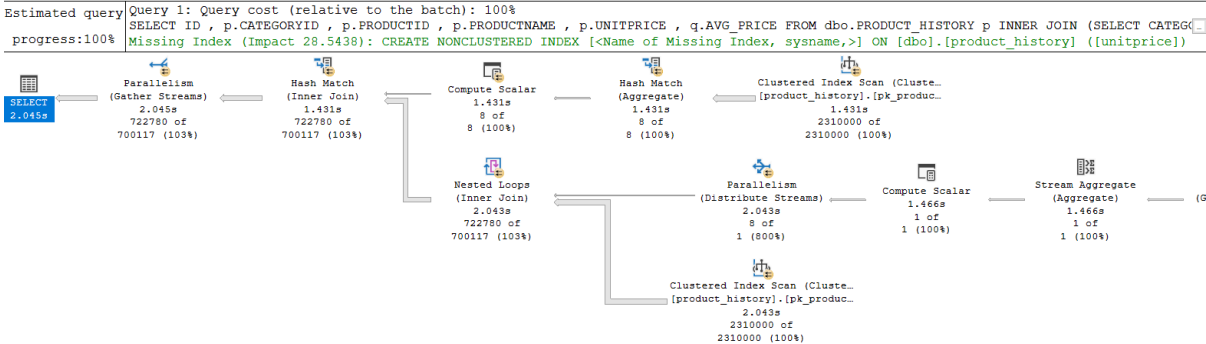 Estimated query
progress:100%
Query 1: Query cost (relative to the batch): 100%
SELECT ID , p.CATEGORYID , p.PRODUCTID , p.PRODUCTNAME , p.UNITPRICE , q.AVG_PRICE FROM dbo.PRODUCT_HISTORY p INNER JOIN (SELECT CATEGO
...
Missing Index (Impact 28.5438): CREATE NONCLUSTERED INDEX [<Name of Missing Index, sysname,>] ON [dbo].[product_history] ([unitprice])
SELECT
2.045s
Parallelism
(Gather Streams)
2.045s
722780 of
700117 (103%)
Hash Match
(Inner Join)
1.431s
722780 of
700117 (103%)
Compute Scalar
1.431s
8 of
8 (100%)
Hash Match
(Aggregate)
1.431s
8 of
8 (100%)
Clustered Index Scan (Cluste…
[product_history].[pk_produc…
1.431s
2310000 of
2310000 (100%)
Nested Loops
(Inner Join)
2.043s
722780 of
700117 (103%)
Parallelism
(Distribute Streams)
2.043s
8 of
1 (800%)
Compute Scalar
1.466s
1 of
1 (100%)
Stream Aggregate
(Aggregate)
1.466s
1 of
1 (100%)
(G
Clustered Index Scan (Cluste…
[product_history].[pk_produc…
2.043s
2310000 of
2310000 (100%)